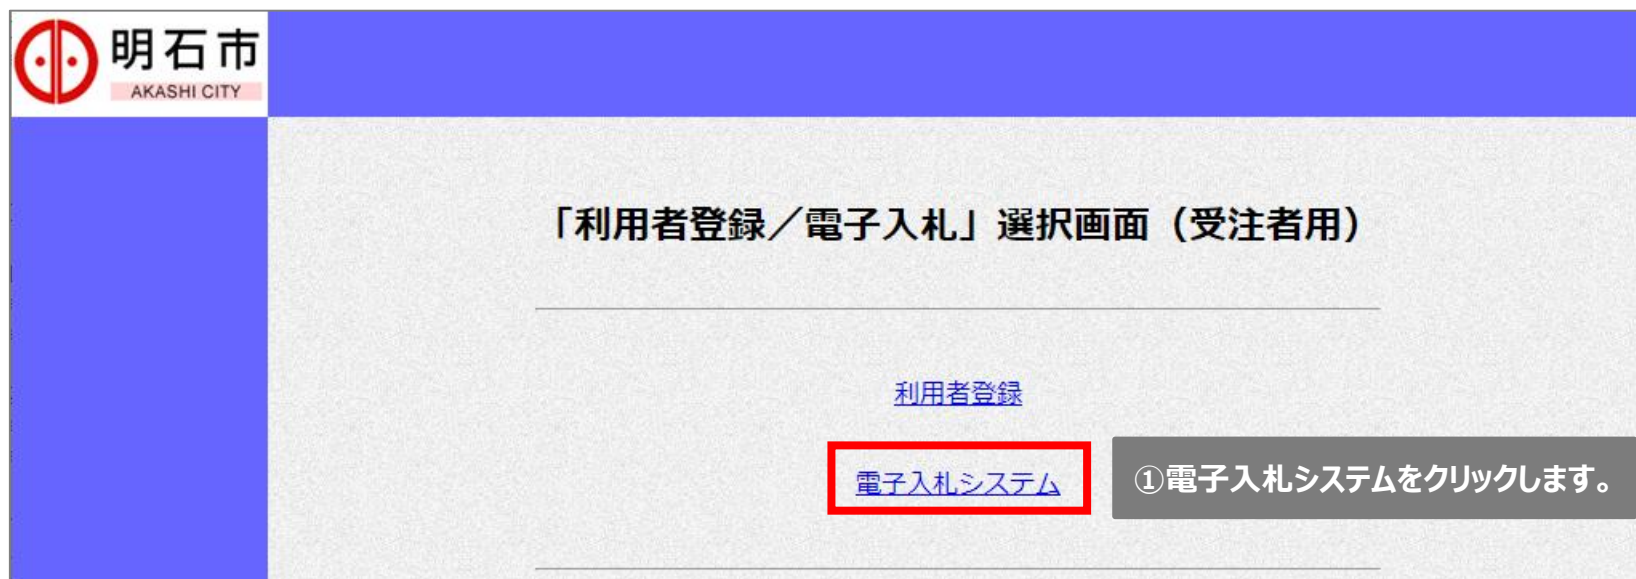 明石市
AKASHI CITY
「利用者登録／電子入札」選択画面（受注者用）
利用者登録
電子入札システム
①電子入札システムをクリックします。